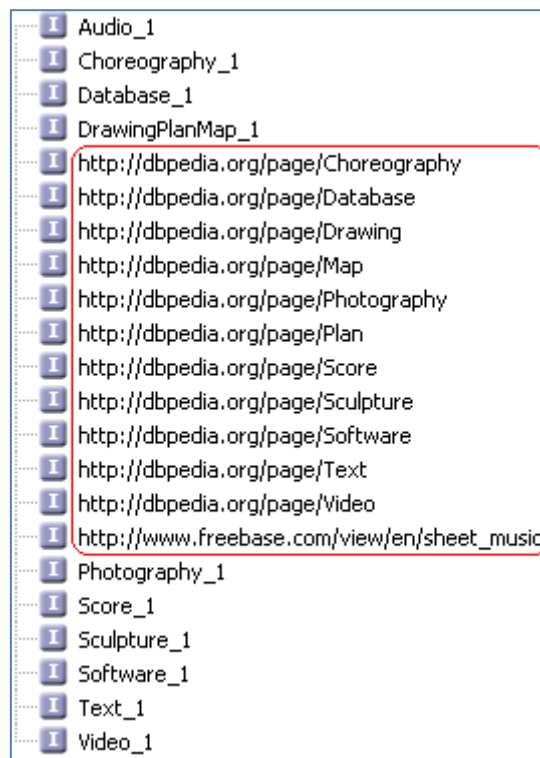 Audio_1
Choreography_1
Database_1
DrawingPlanMap_1
http://dbpedia.org/page/Choreography
http://dbpedia.org/page/Database
http://dbpedia.org/page/Drawing
http://dbpedia.org/page/Map
http://dbpedia.org/page/Photography
http://dbpedia.org/page/Plan
http://dbpedia.org/page/Score
http://dbpedia.org/page/Sculpture
http://dbpedia.org/page/Software
http://dbpedia.org/page/Text
http://dbpedia.org/page/Video
http://www.freebase.com/view/en/sheet_music
Photography_1
Score_1
Sculpture_1
Software_1
Text_1
Video_1